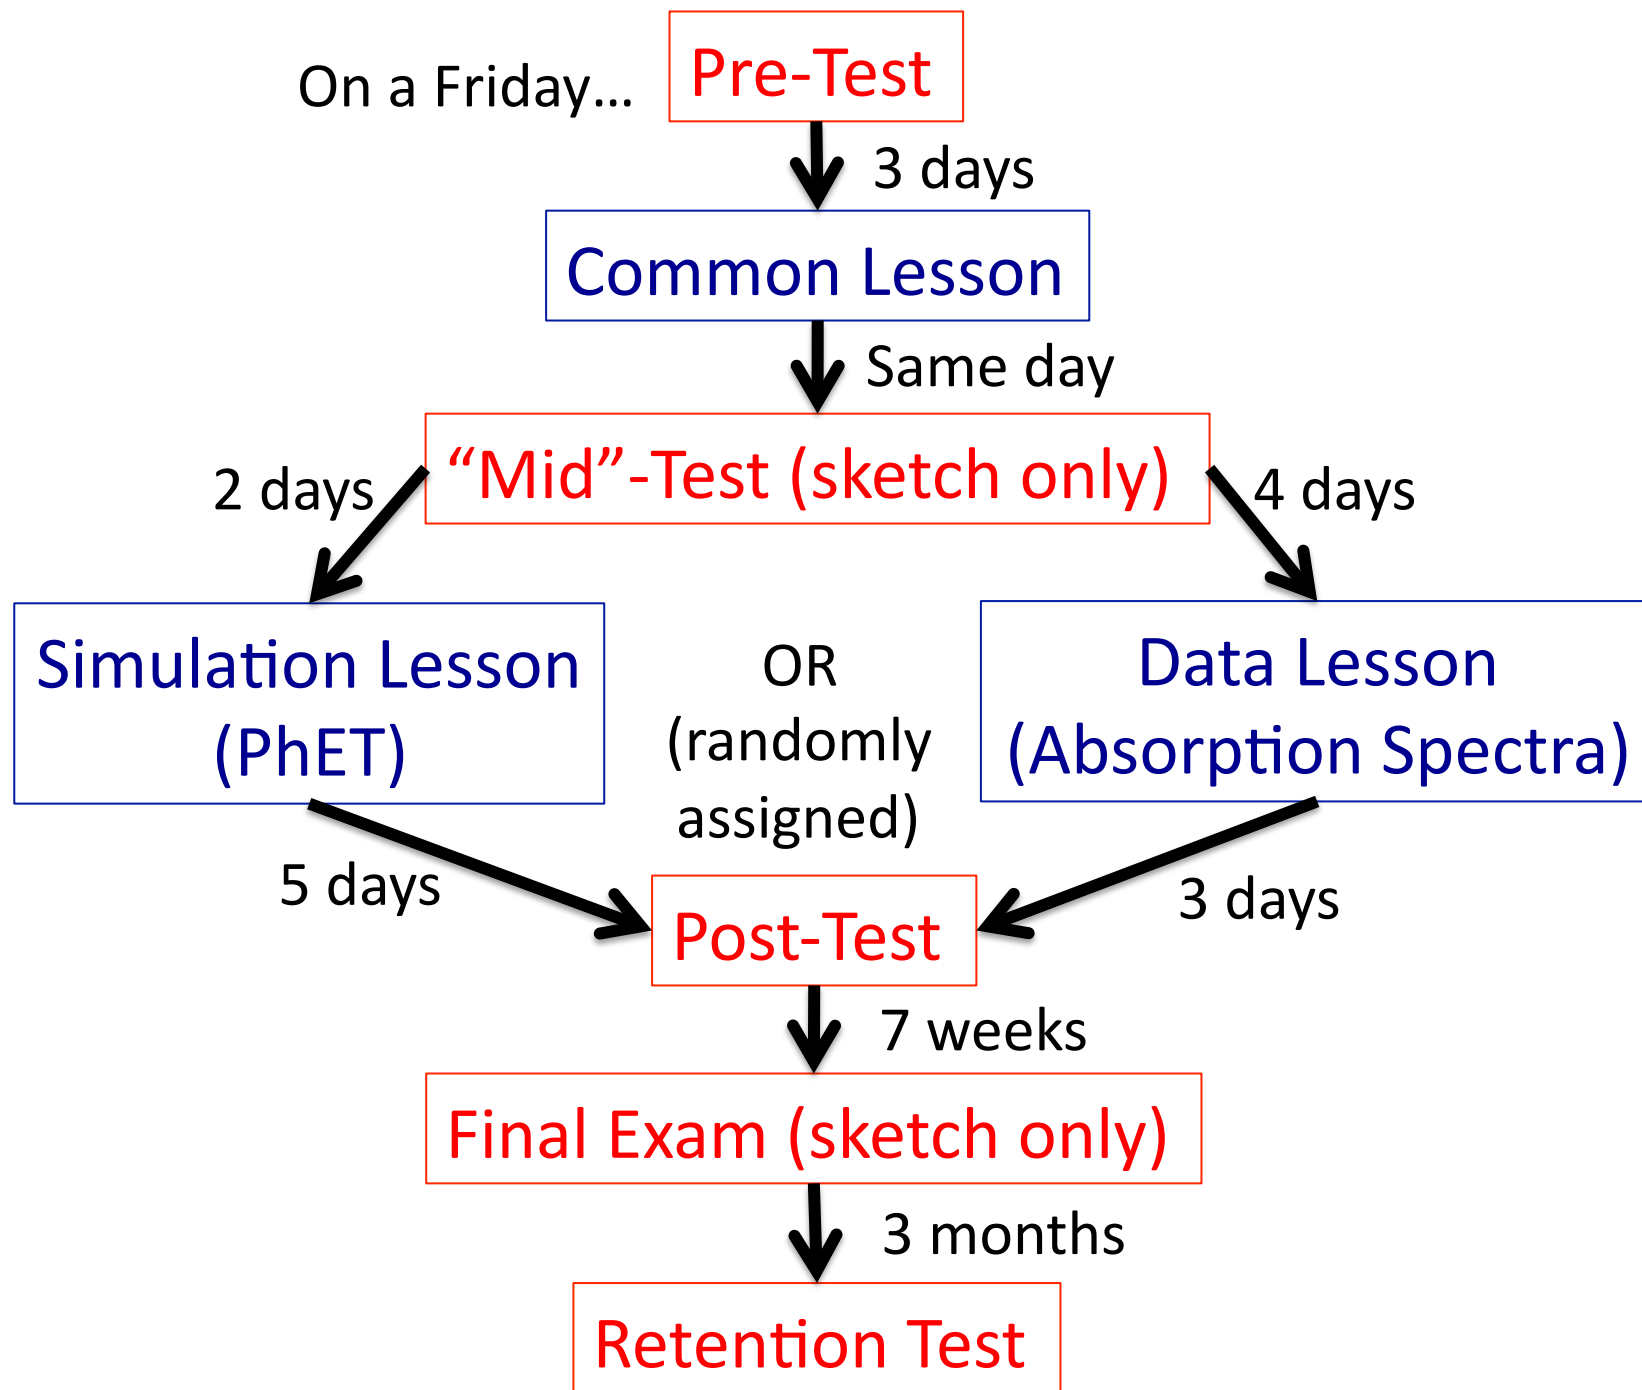 On a Friday…
Pre-Test
3 days
Common Lesson
Same day
“Mid”-Test (sketch only)
2 days
4 days
Simulation Lesson
(PhET)
OR
(randomly
assigned)
Data Lesson
(Absorption Spectra)
5 days
3 days
Post-Test
7 weeks
Final Exam (sketch only)
3 months
Retention Test